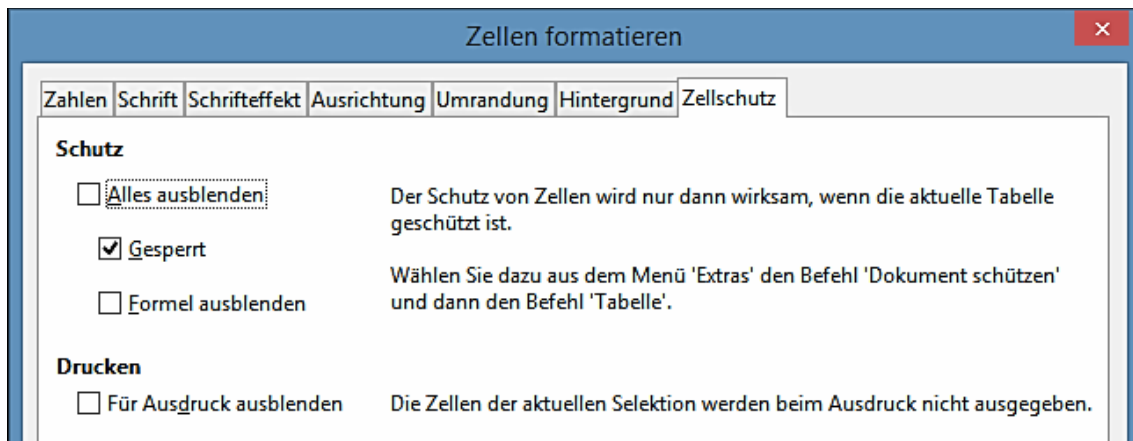 Zellen formatieren
Zahlen Schrift Schrifteffekt Ausrichtung Umrandung Hintergrund Zellschutz
Schutz
Alles ausblenden
Der Schutz von Zellen wird nur dann wirksam, wenn die aktuelle Tabelle
geschützt ist.
Gesperrt
Wählen Sie dazu aus dem Menü 'Extras' den Befehl 'Dokument schützen'
und dann den Befehl 'Tabelle'.
Formel ausblenden
Drucken
Für Ausdruck ausblenden
Die Zellen der aktuellen Selektion werden beim Ausdruck nicht ausgegeben.